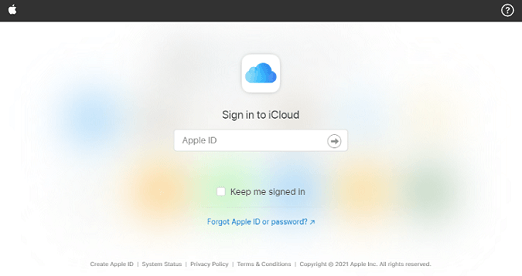 Sign in to iCloud
Apple ID
Keep me signed in
Forgot Apple ID or password? ↗
Create Apple ID | System Status | Privacy Policy | Terms & Conditions | Copyright © 2021 Apple Inc. All rights reserved.